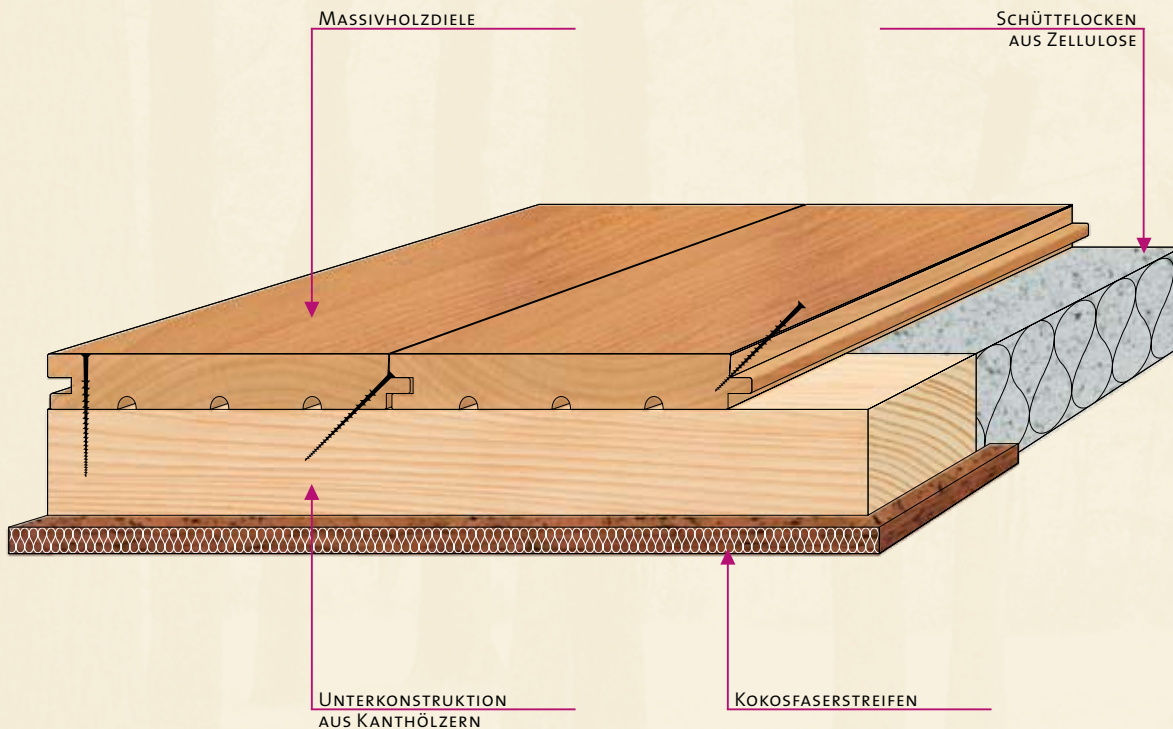 Massivholzdiele
Schüttflocken
aus Zellulose
Unterkonstruktion
aus Kanthölzern
Kokosfaserstreifen